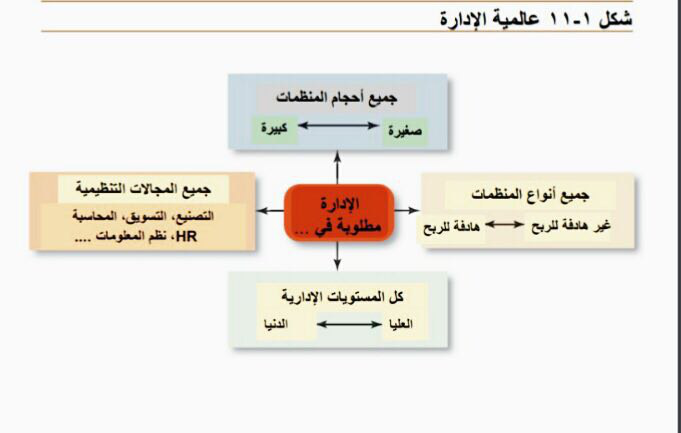 شكل ١-١١ عالمية الإدارة
جميع أحجام المنظمات
صغيرة
كبيرة
جميع أنواع المنظمات
غير هادفة للربح
هادفة للربح
الإدارة
مطلوبة في ...
جميع المجالات التنظيمية
التصنيع، التسويق، المحاسبة
HR، نظم المعلومات ....
كل المستويات الإدارية
العليا
الدنيا